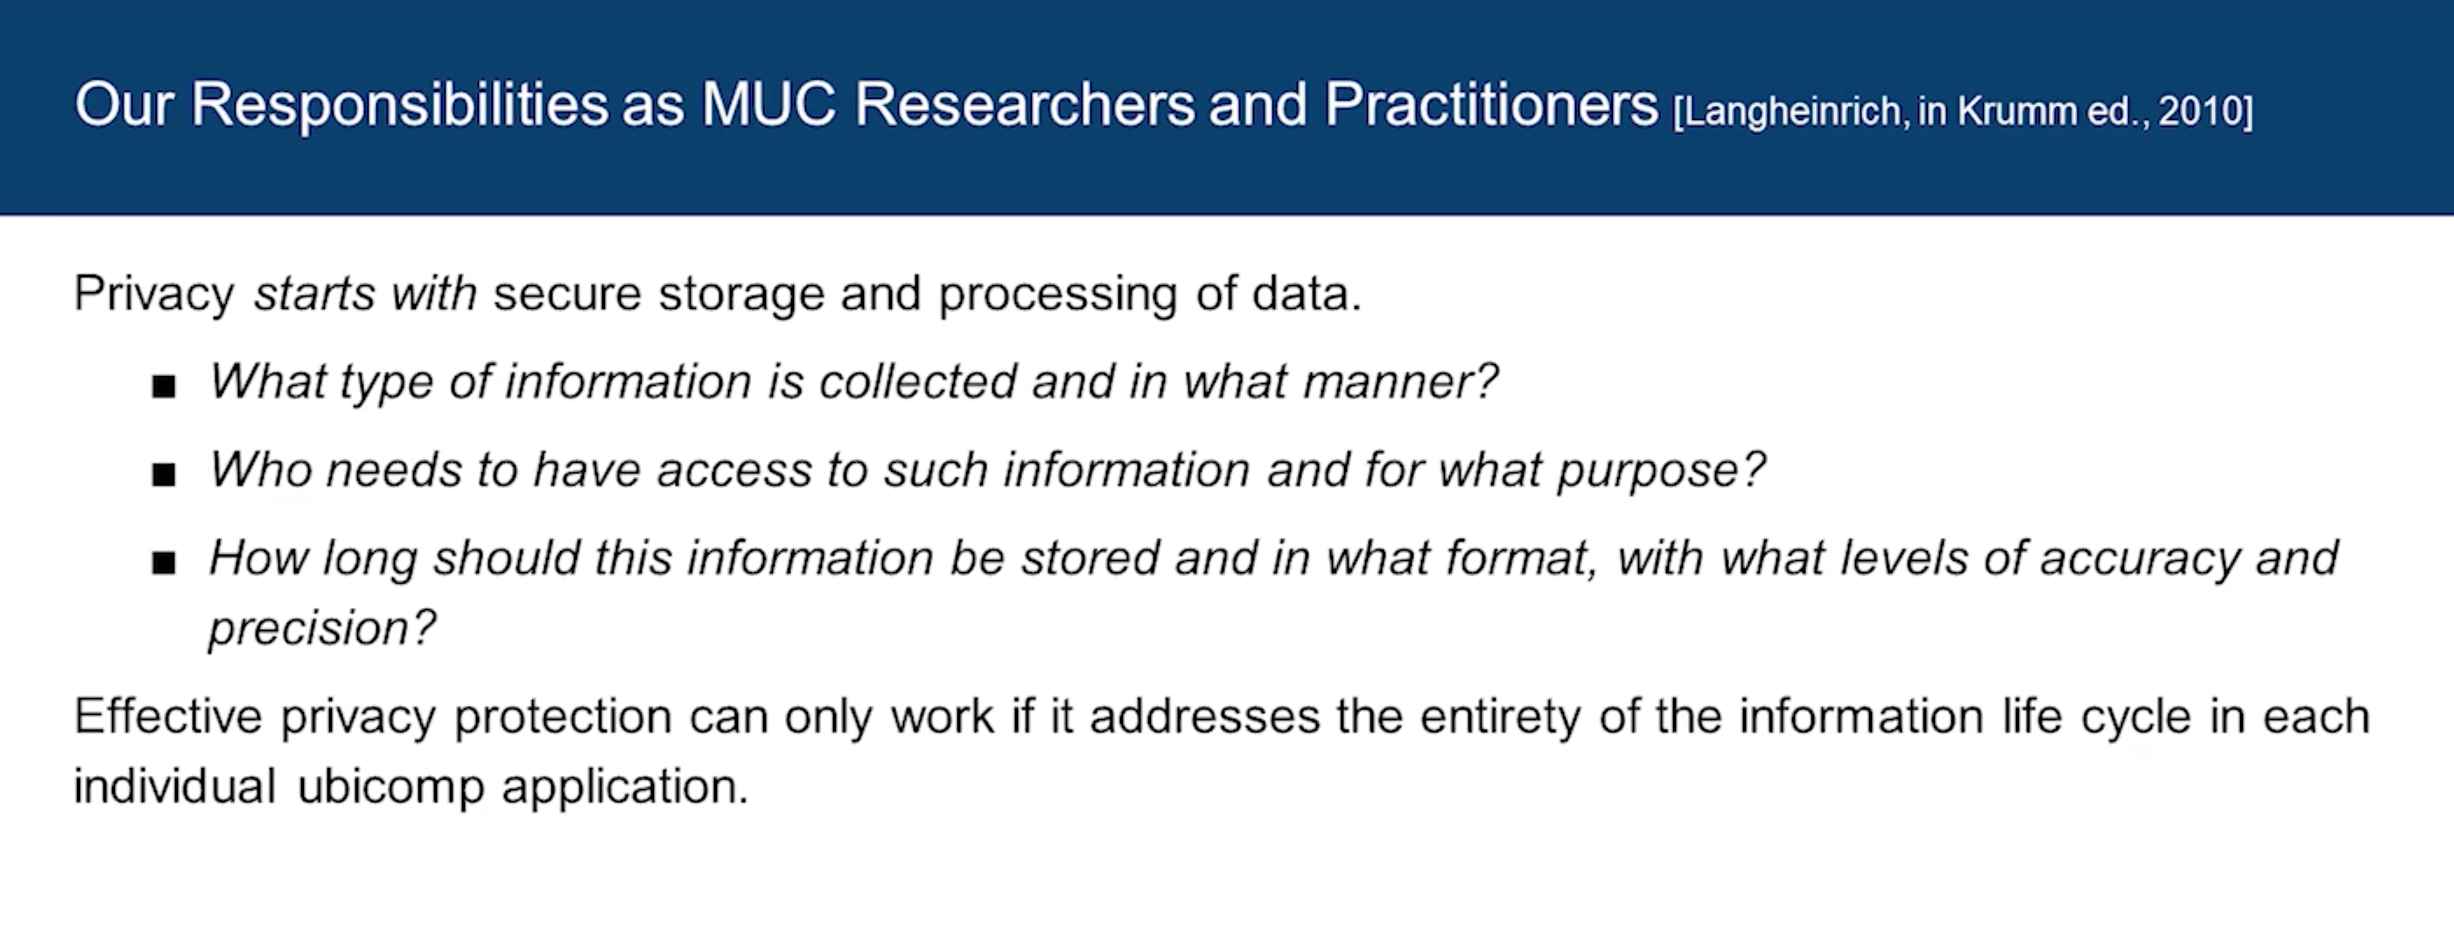 Our Responsibilities as MUC Researchers and Practitioners [Langheinrich, in Krumm ed., 2010]
Privacy starts with secure storage and processing of data.
■ What type of information is collected and in what manner?
■ Who needs to have access to such information and for what purpose?
■ How long should this information be stored and in what format, with what levels of accuracy and
precision?
Effective privacy protection can only work if it addresses the entirety of the information life cycle in each
individual ubicomp application.